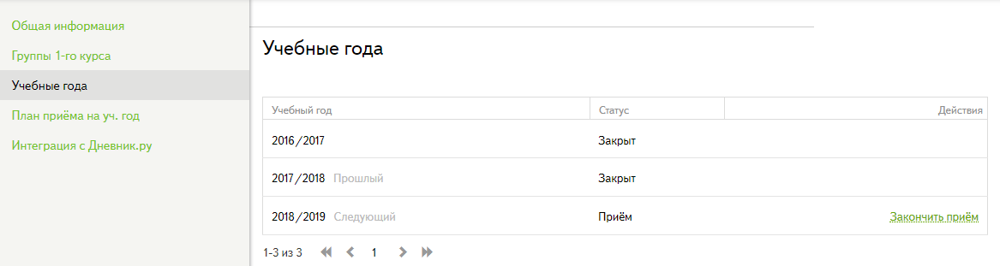 Общая информация
Группы 1-го курса
Учебные года
План приёма на уч. год
Интеграция с Дневник.ру
Учебные года
Учебный год Статус Действия
2016/2017 Закрыт
2017/2018 Прошлый Закрыт
2018/2019 Следующий Приём Закончить приём
1-3 из 3 1